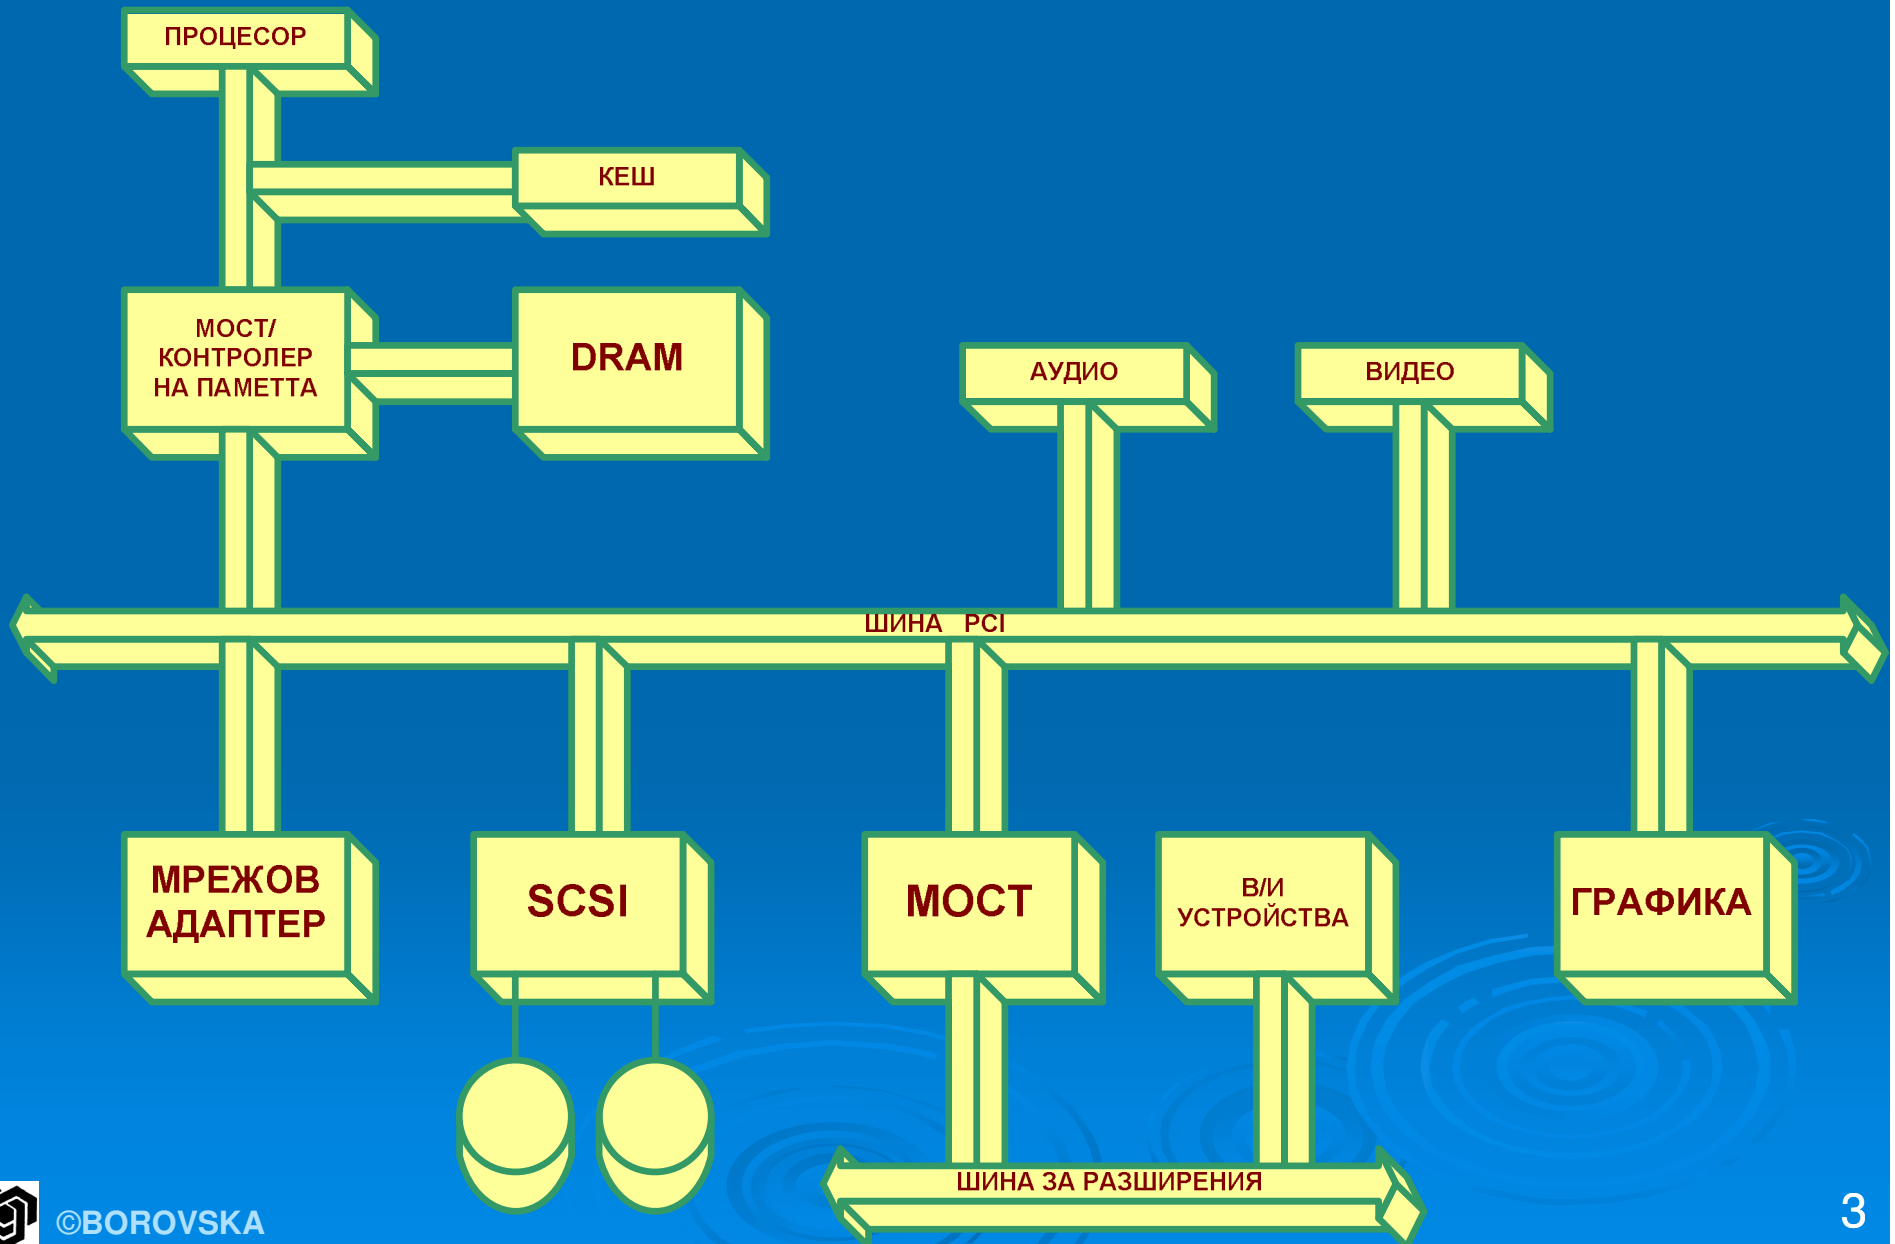 ПРОЦЕСОР
КЕШ
МОСТ/
КОНТРОЛЕР
НА ПАМЕТТА
DRAM
АУДИО
ВИДЕО
ШИНА PCI
МРЕЖОВ
АДАПТЕР
SCSI
МОСТ
В/И
УСТРОЙСТВА
ГРАФИКА
ШИНА ЗА РАЗШИРЕНИЯ
©BOROVSKA
3